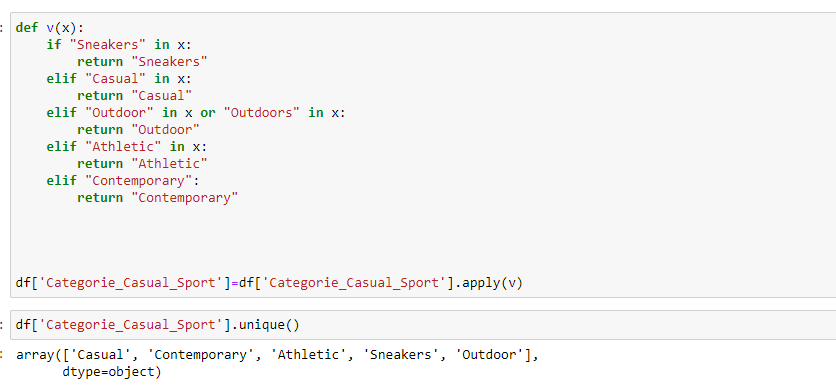 def v(x):
    if "Sneakers" in x:
        return "Sneakers"
    elif "Casual" in x:
        return "Casual"
    elif "Outdoor" in x or "Outdoors" in x:
        return "Outdoor"
    elif "Athletic" in x:
        return "Athletic"
    elif "Contemporary":
        return "Contemporary"
df['Categorie_Casual_Sport']=df['Categorie_Casual_Sport'].apply(v)
df['Categorie_Casual_Sport'].unique()
array(['Casual', 'Contemporary', 'Athletic', 'Sneakers', 'Outdoor'],
      dtype=object)